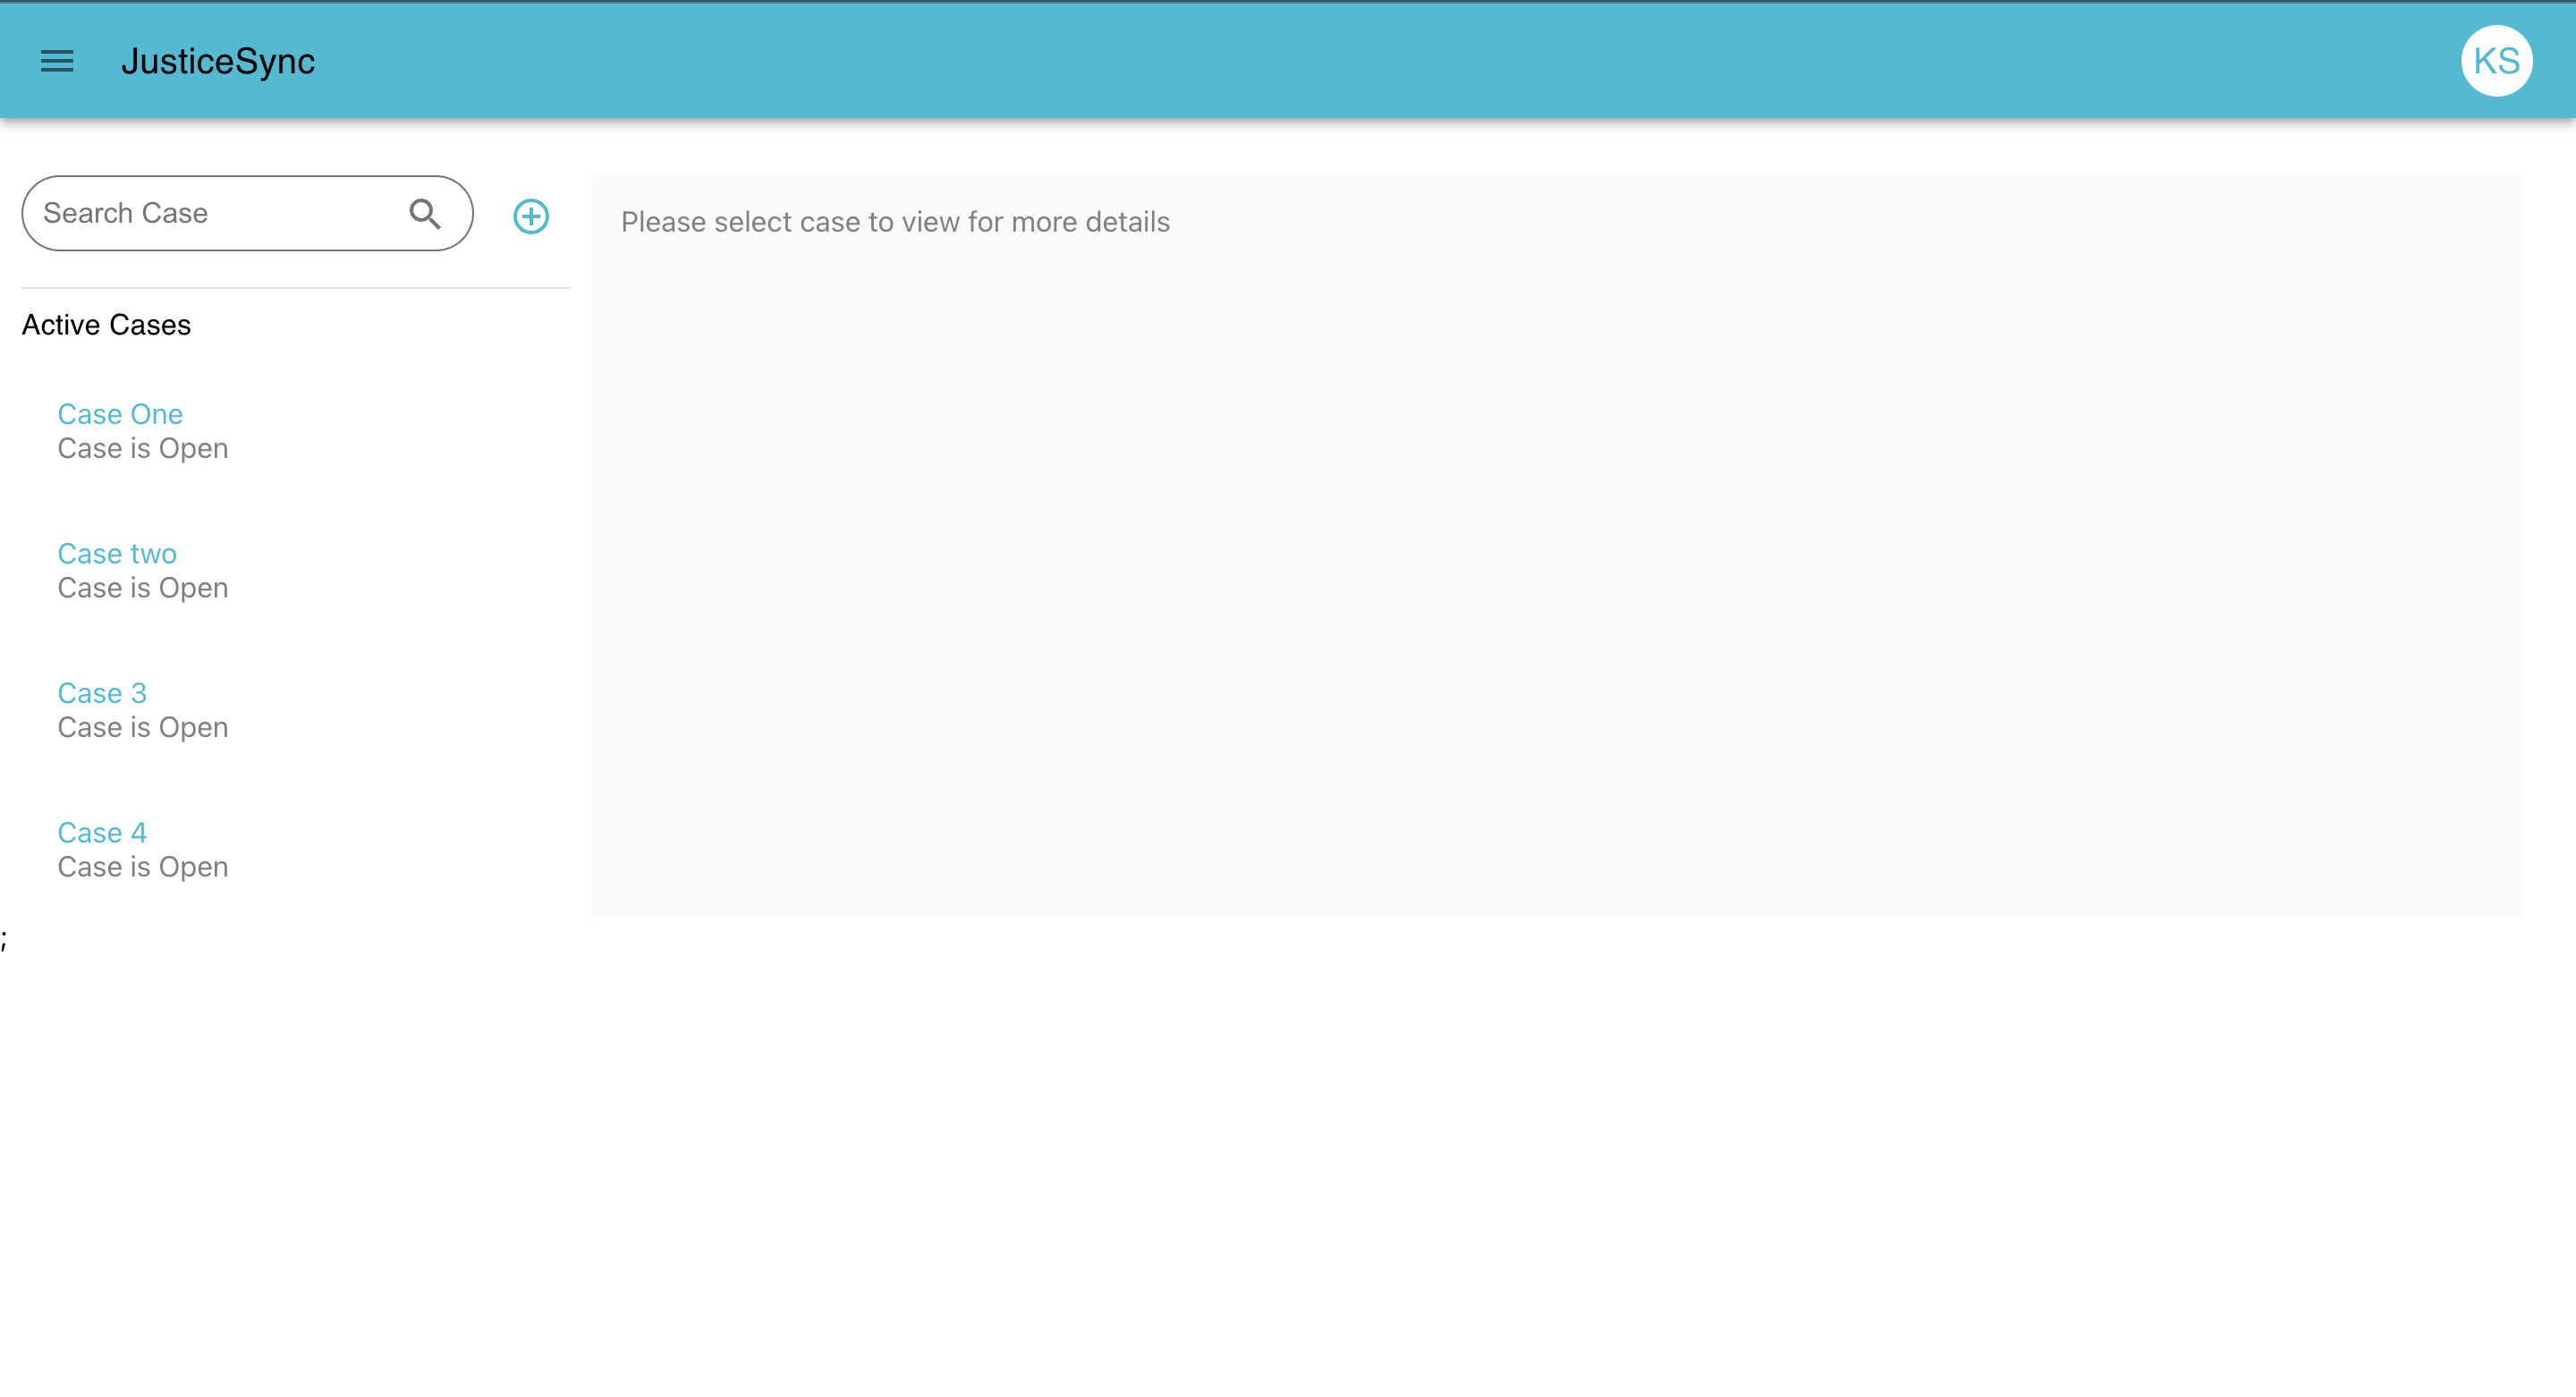 JusticeSync
KS
Search Case
Please select case to view for more details
Active Cases
Case One
Case is Open
Case two
Case is Open
Case 3
Case is Open
Case 4
Case is Open
;